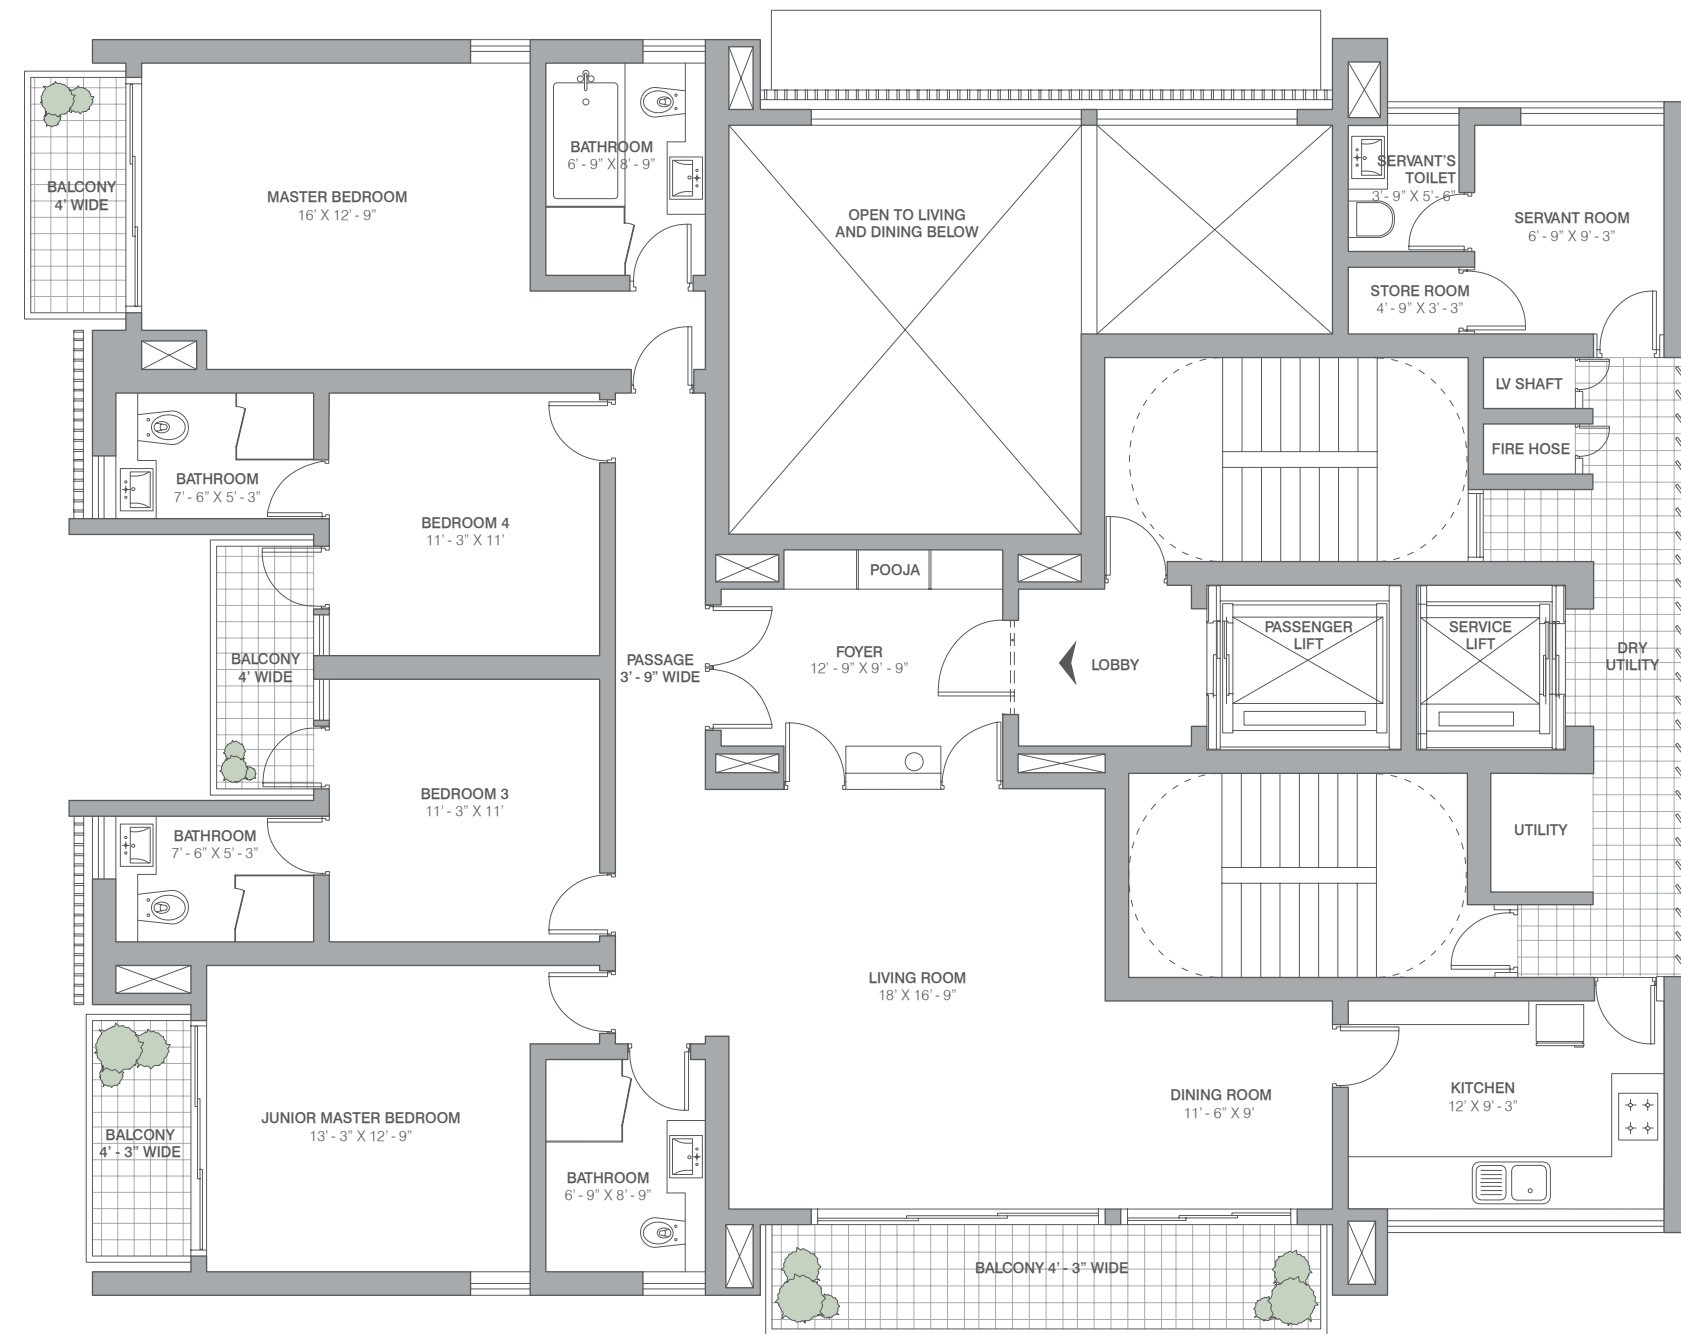 BATHROOM
6' - 9" X 8' - 9"
BALCONY
4' WIDE
MASTER BEDROOM
16' X 12' - 9"
OPEN TO LIVING
AND DINING BELOW
SERVANT'S
TOILET
3' - 9" X 5' - 6"
SERVANT ROOM
6' - 9" X 9' - 3"
STORE ROOM
4' - 9" X 3' - 3"
LV SHAFT
FIRE HOSE
BATHROOM
7' - 6" X 5' - 3"
BEDROOM 4
11' - 3" X 11'
POOJA
BALCONY
4' WIDE
PASSAGE
3' - 9" WIDE
FOYER
12' - 9" X 9' - 9"
LOBBY
PASSENGER
LIFT
SERVICE
LIFT
DRY
UTILITY
BEDROOM 3
11' - 3" X 11'
BATHROOM
7' - 6" X 5' - 3"
UTILITY
LIVING ROOM
18' X 16' - 9"
DINING ROOM
11' - 6" X 9'
KITCHEN
12' X 9' - 3"
JUNIOR MASTER BEDROOM
13' - 3" X 12' - 9"
BALCONY
4' - 3" WIDE
BATHROOM
6' - 9" X 8' - 9"
BALCONY 4' - 3" WIDE